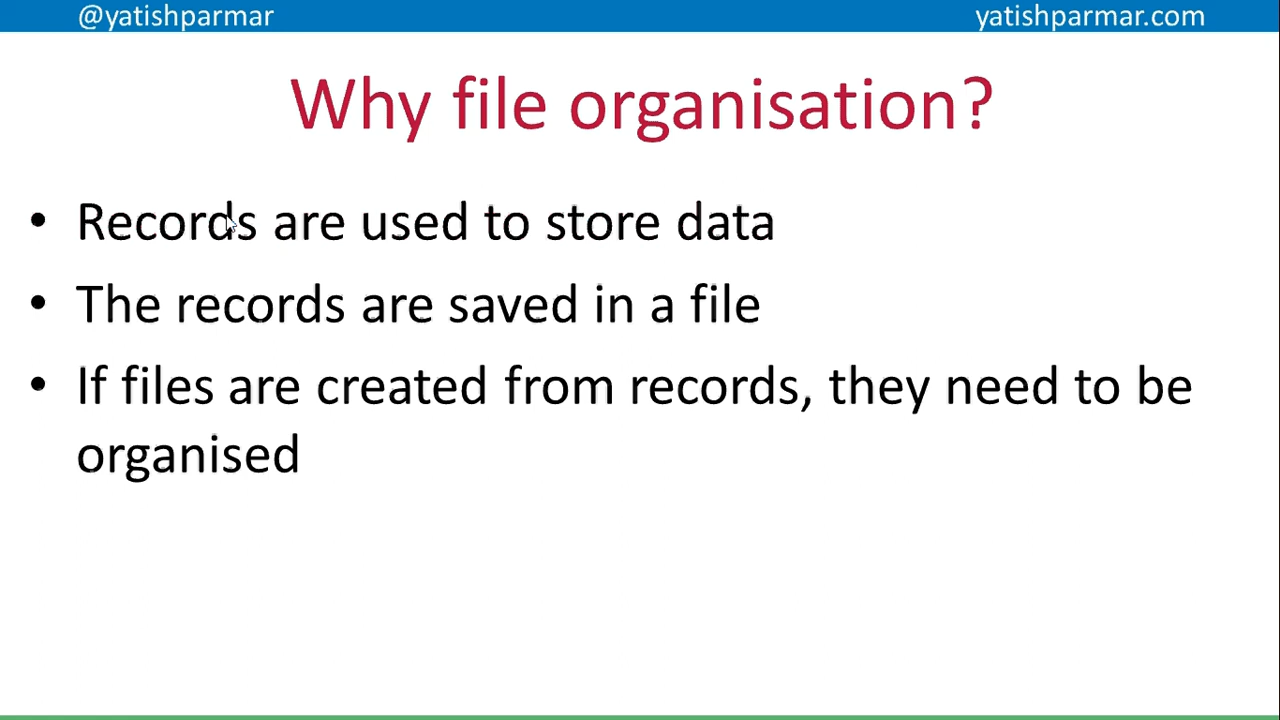 @yatishparmar
yatishparmar.com
Why file organisation?
• Records are used to store data
• The records are saved in a file
• If files are created from records, they need to be
organised